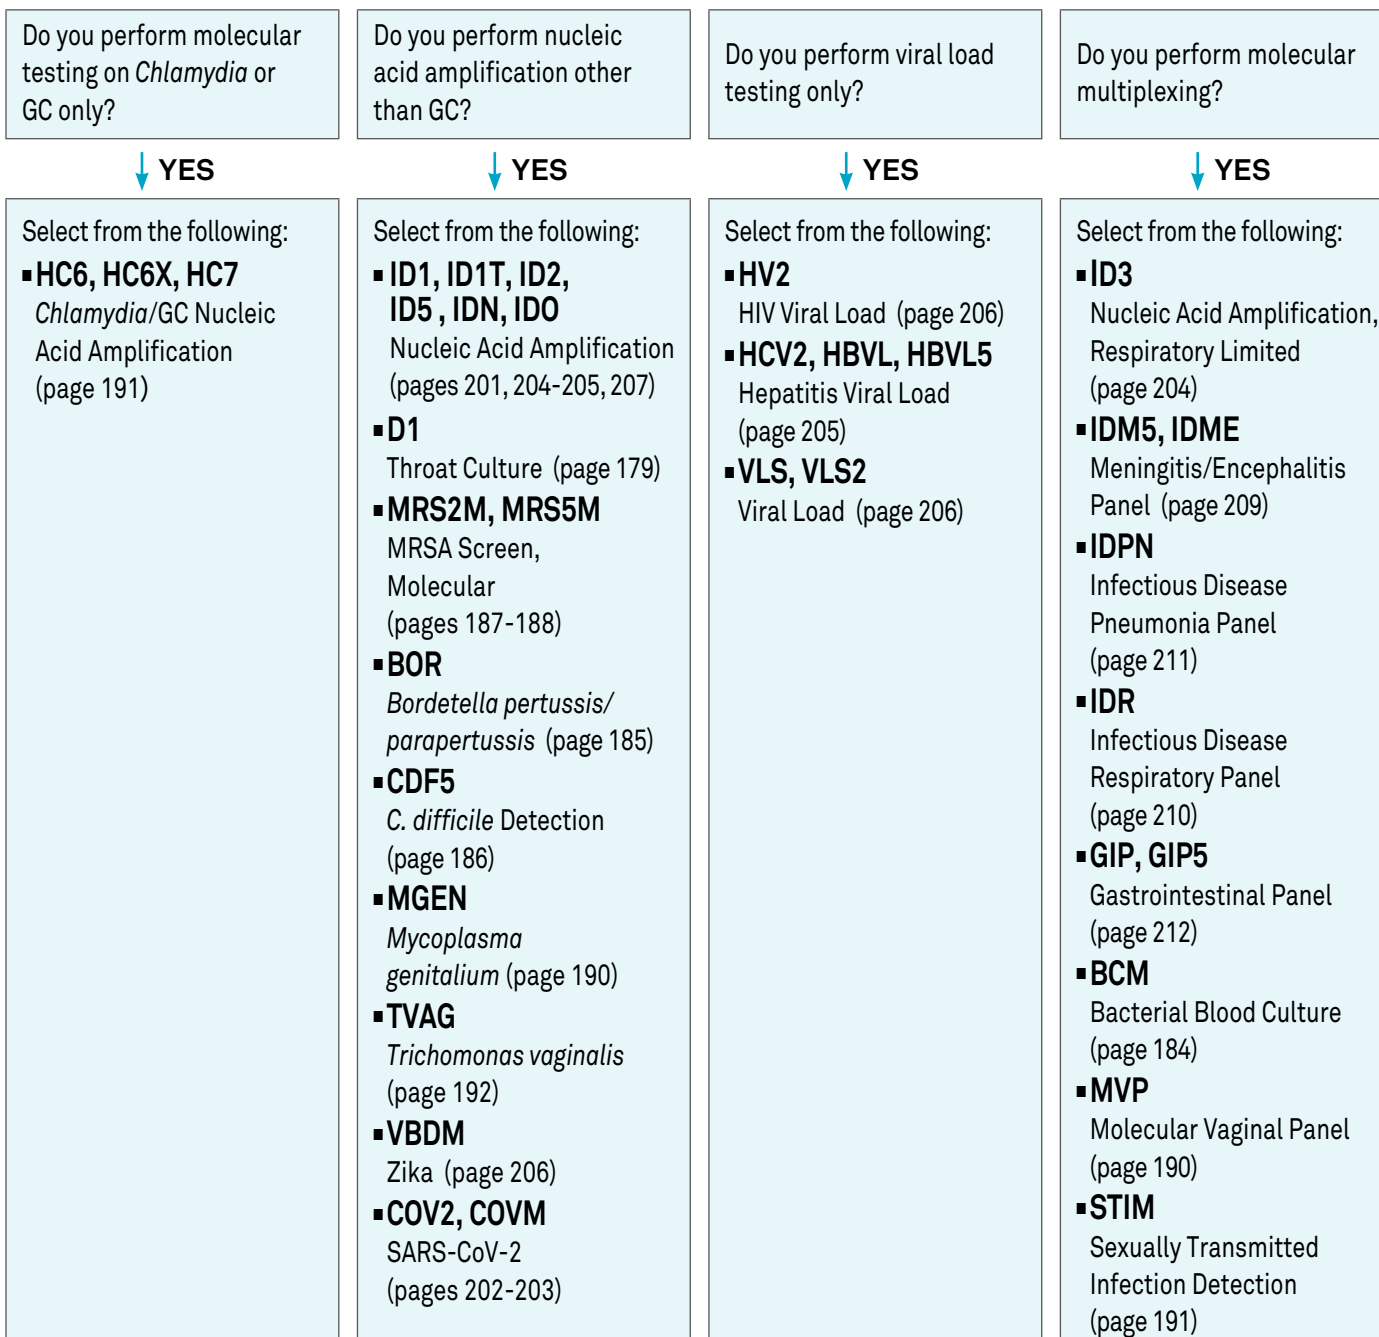 Do you perform molecular
testing on Chlamydia or
GC only?
YES
Select from the following:
▪HC6, HC6X, HC7
Chlamydia/GC Nucleic
Acid Amplification
(page 191)
Do you perform nucleic
acid amplification other
than GC?
YES
Select from the following:
▪ID1, ID1T, ID2,
ID5 , IDN, IDO
Nucleic Acid Amplification
(pages 201, 204-205, 207)
▪D1
Throat Culture (page 179)
▪MRS2M, MRS5M
MRSA Screen,
Molecular
(pages 187-188)
▪BOR
Bordetella pertussis/
parapertussis (page 185)
▪CDF5
C. difficile Detection
(page 186)
▪MGEN
Mycoplasma
genitalium (page 190)
▪TVAG
Trichomonas vaginalis
(page 192)
▪VBDM
Zika (page 206)
▪COV2, COVM
SARS-CoV-2
(pages 202-203)
Do you perform viral load
testing only?
YES
Select from the following:
▪HV2
HIV Viral Load (page 206)
▪HCV2, HBVL, HBVL5
Hepatitis Viral Load
(page 205)
▪VLS, VLS2
Viral Load (page 206)
Do you perform molecular
multiplexing?
YES
Select from the following:
▪ID3
Nucleic Acid Amplification,
Respiratory Limited
(page 204)
▪IDM5, IDME
Meningitis/Encephalitis
Panel (page 209)
▪IDPN
Infectious Disease
Pneumonia Panel
(page 211)
▪IDR
Infectious Disease
Respiratory Panel
(page 210)
▪GIP, GIP5
Gastrointestinal Panel
(page 212)
▪BCM
Bacterial Blood Culture
(page 184)
▪MVP
Molecular Vaginal Panel
(page 190)
▪STIM
Sexually Transmitted
Infection Detection
(page 191)